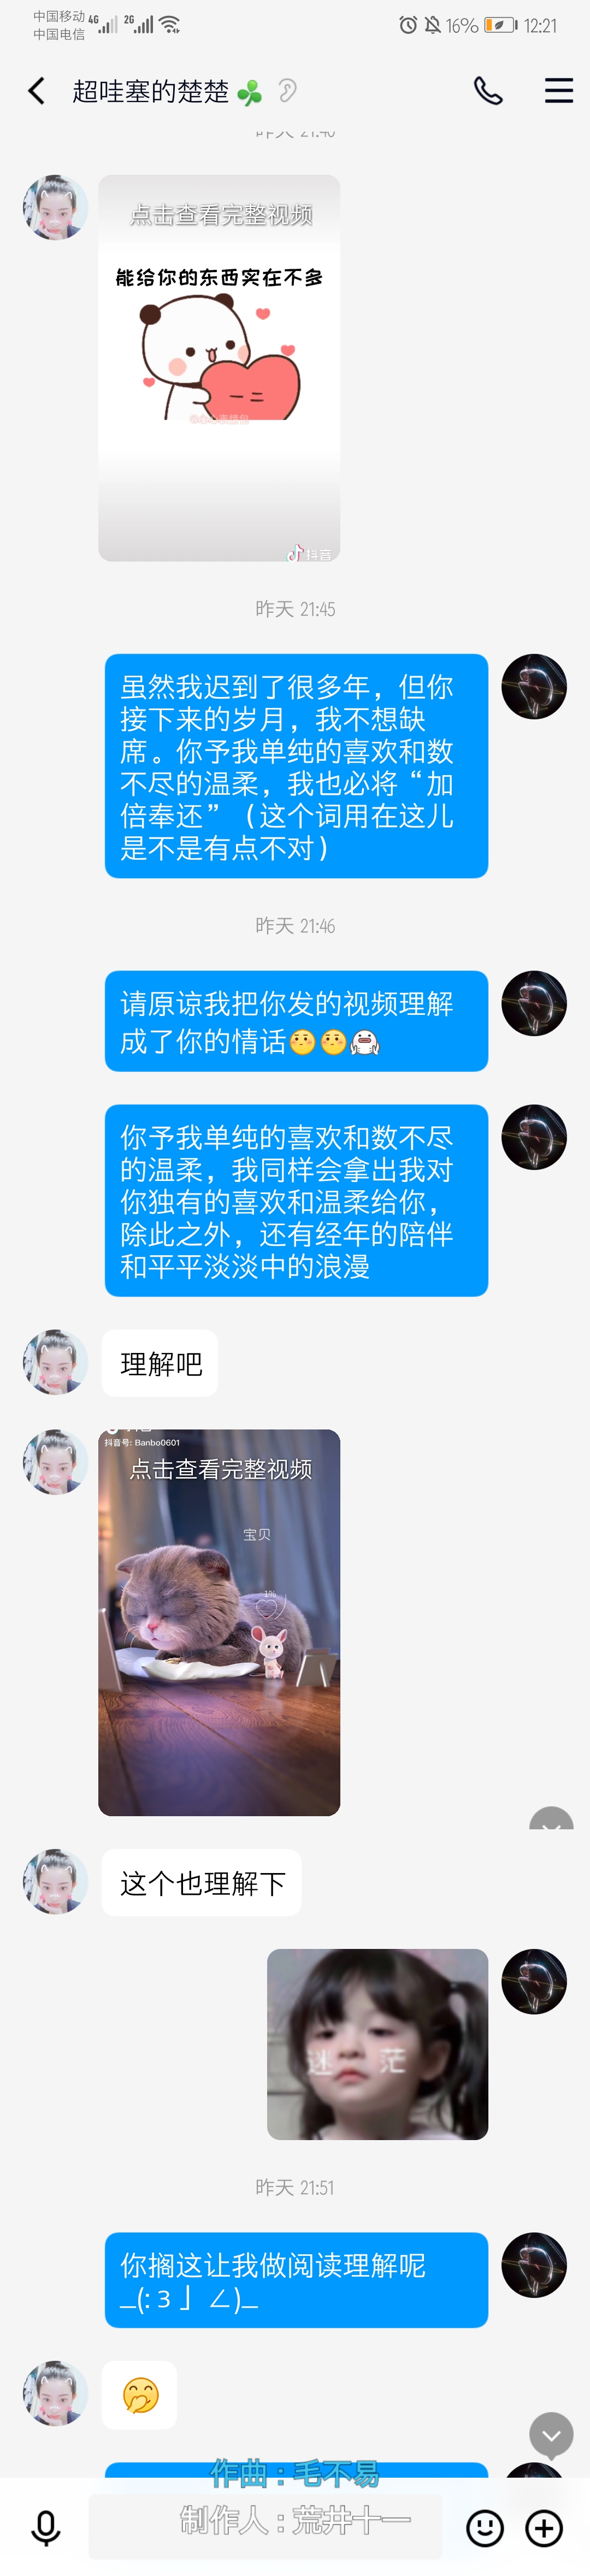 中国移动 4G 2G
中国电信
16% 12:21
超哇塞的楚楚
昨天 21:40
点击查看完整视频
能给你的东西实在不多
一二
抖音
昨天 21:45
虽然我迟到了很多年，但你
接下来的岁月，我不想缺
席。你予我单纯的喜欢和数
不尽的温柔，我也必将“加
倍奉还”（这个词用在这儿
是不是有点不对）
昨天 21:46
请原谅我把你发的视频理解
成了你的情话
你予我单纯的喜欢和数不尽
的温柔，我同样会拿出我对
你独有的喜欢和温柔给你，
除此之外，还有经年的陪伴
和平平淡淡中的浪漫
理解吧
抖音号: Banbo0601
点击查看完整视频
宝贝
1%
这个也理解下
迷 茫
昨天 21:51
你搁这让我做阅读理解呢
_(: 3 」 ∠)_
作曲 : 毛不易
制作人 : 荒井十一